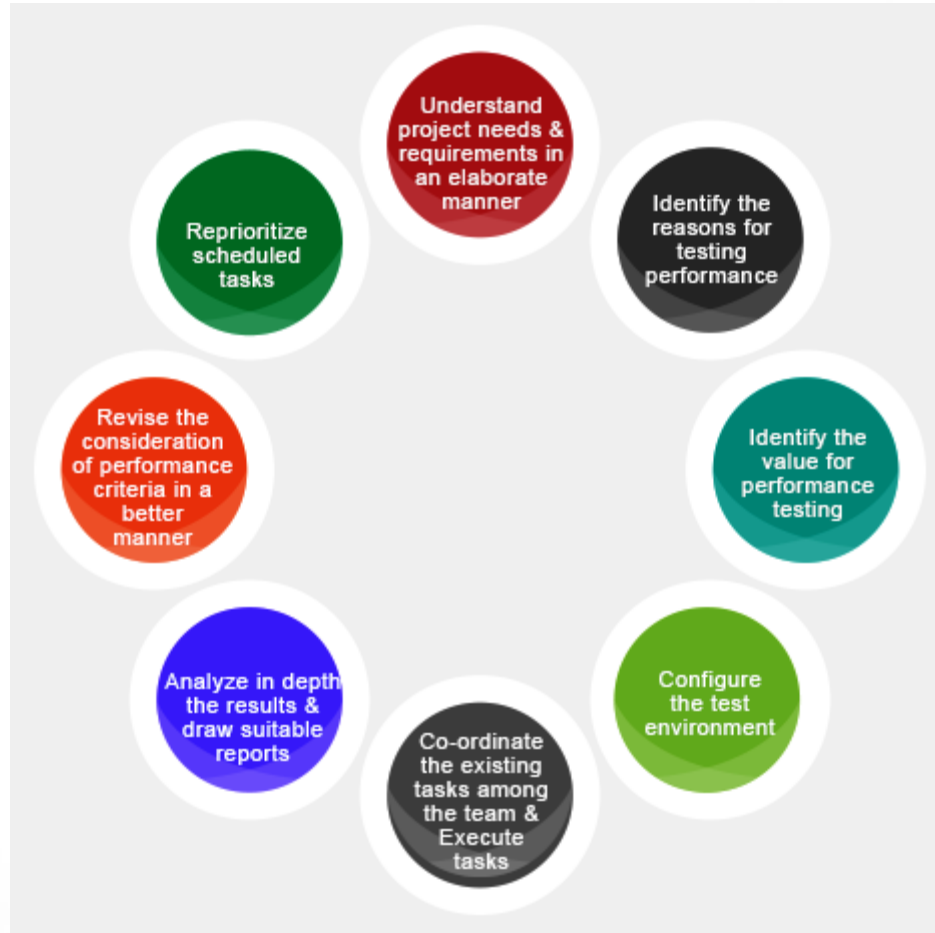 Understand
project needs &
requirements in
an elaborate
manner
Identify the
reasons for
testing
performance
Identify the
value for
performance
testing
Configure
the test
environment
Co-ordinate
the existing
tasks among
the team &
Execute
tasks
Analyze in depth
the results &
draw suitable
reports
Revise the
consideration
of performance
criteria in a
better
manner
Reprioritize
scheduled
tasks